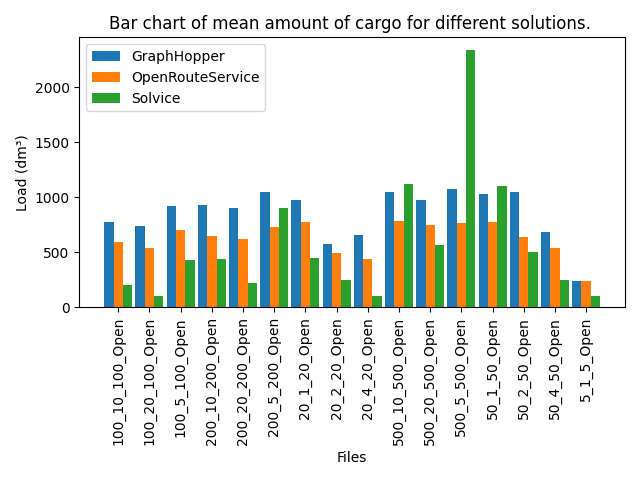 Bar chart of mean amount of cargo for different solutions.
GraphHopper
OpenRouteService
Solvice
Load (dm³)
2000
1500
1000
500
0
100_10_100_Open
100_20_100_Open
100_5_100_Open
200_10_200_Open
200_20_200_Open
200_5_200_Open
20_1_20_Open
20_2_20_Open
20_4_20_Open
500_10_500_Open
500_20_500_Open
500_5_500_Open
50_1_50_Open
50_2_50_Open
50_4_50_Open
5_1_5_Open
Files